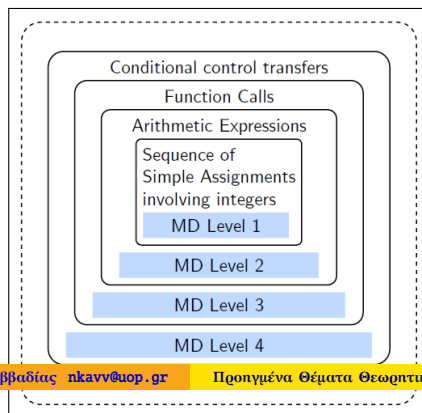 Conditional control transfers
Function Calls
Arithmetic Expressions
Sequence of
Simple Assignments
involving integers
MD Level 1
MD Level 2
MD Level 3
MD Level 4
nkavv@uop.gr Προηγμένα Θέματα